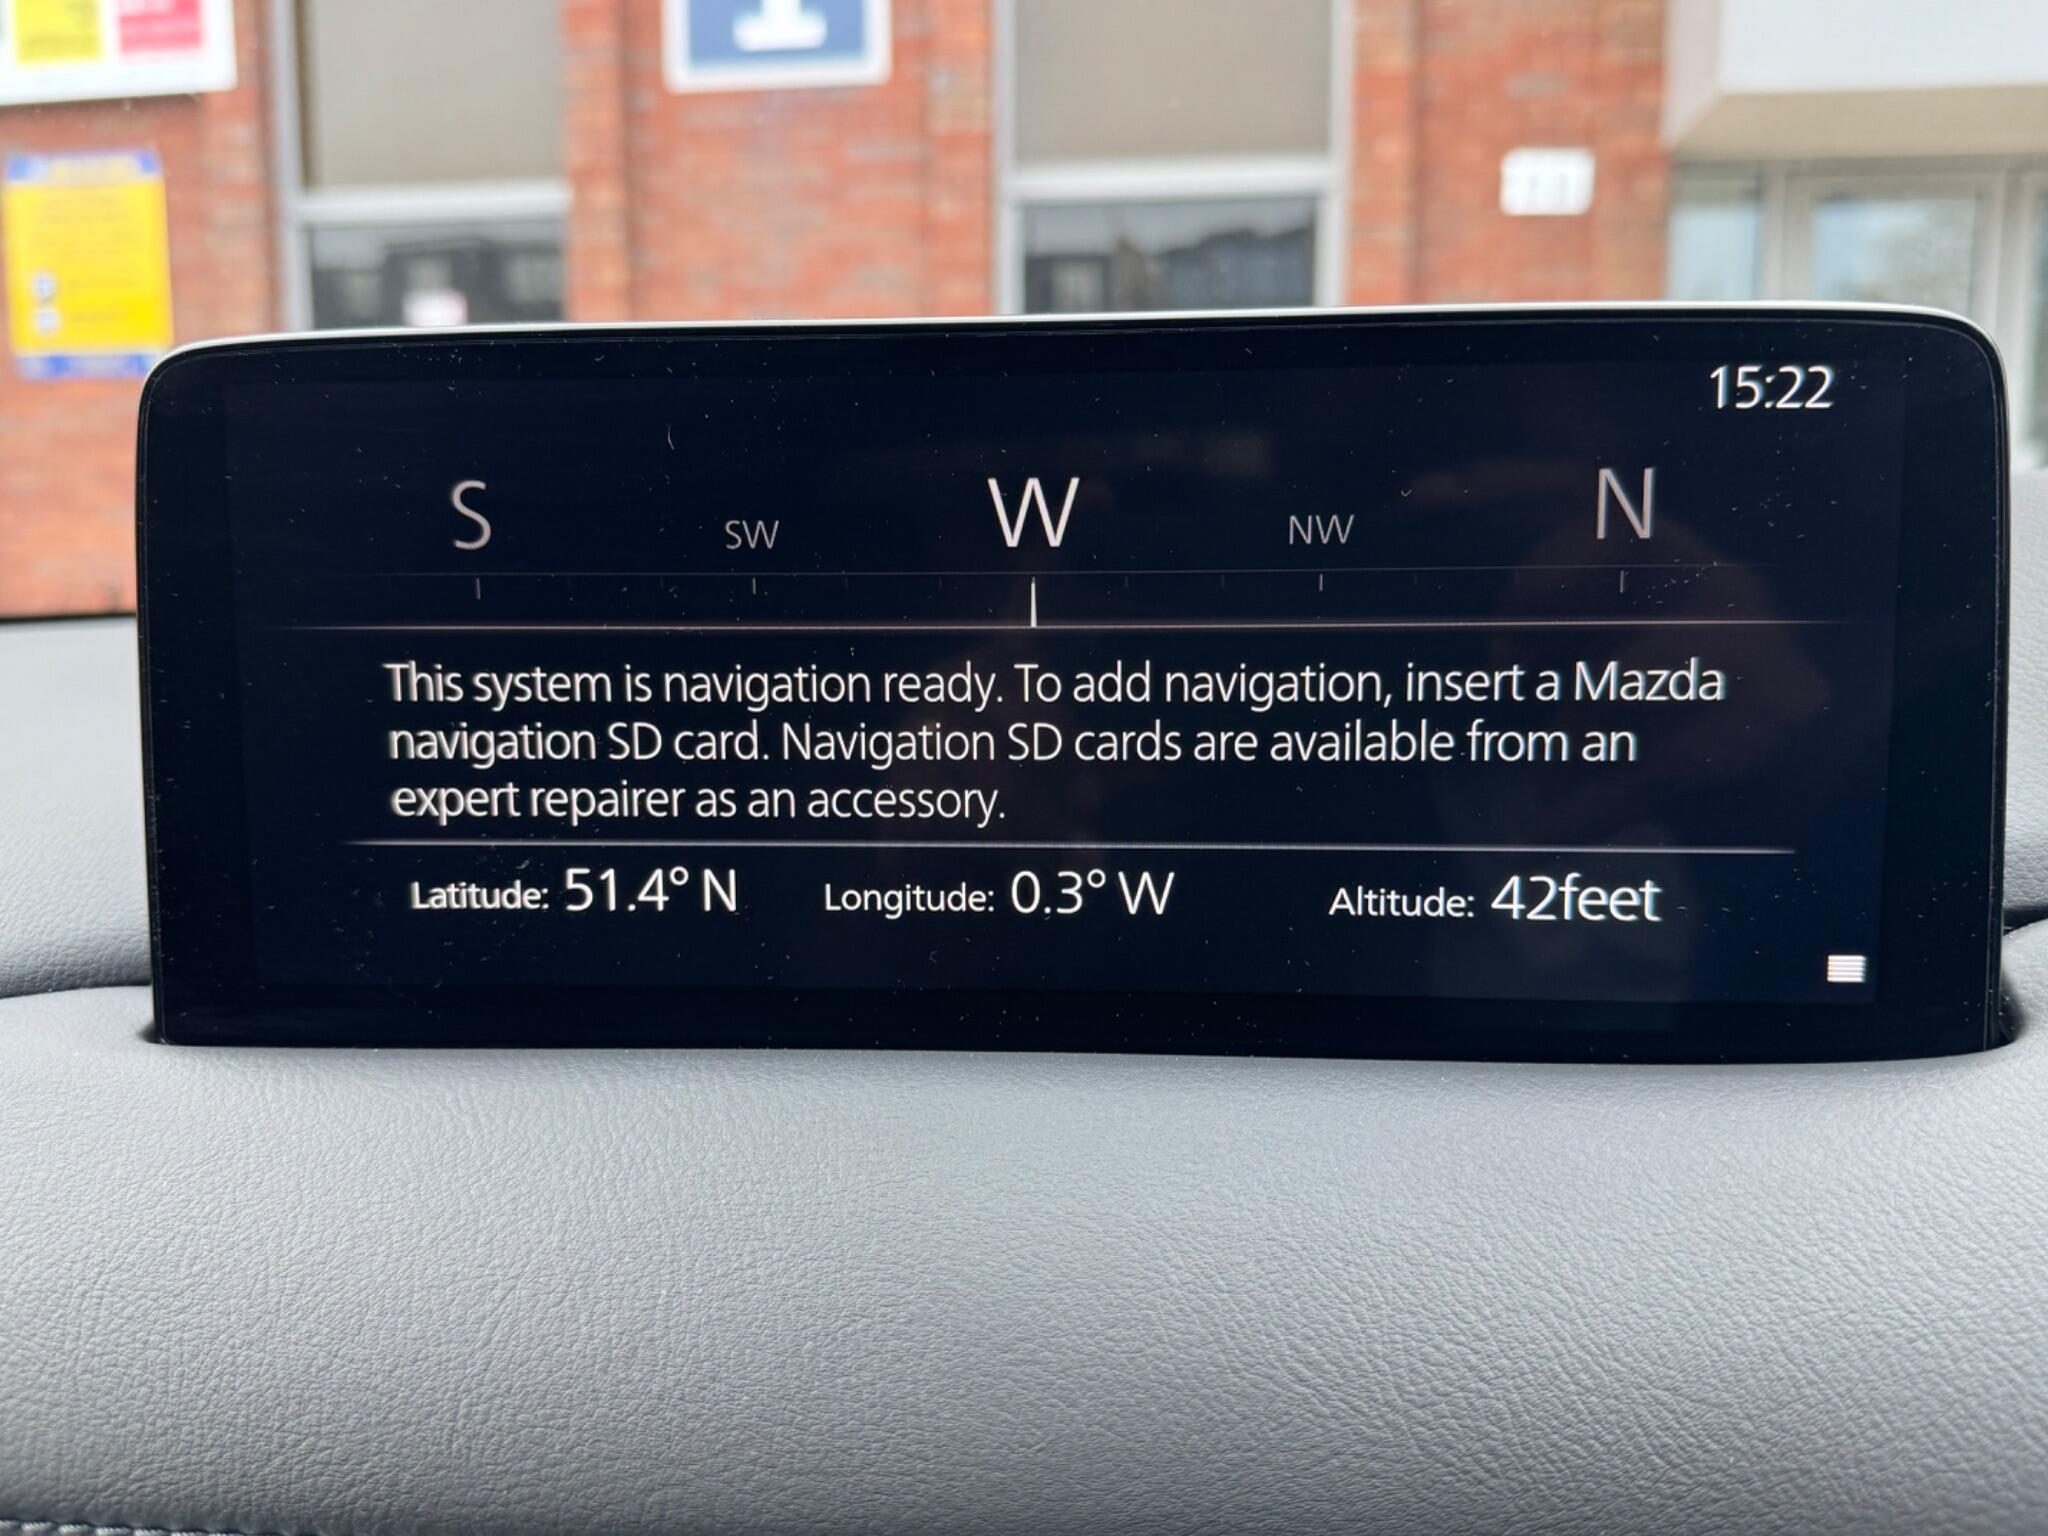 15:22
S SW W NW N
This system is navigation ready. To add navigation, insert a Mazda
navigation SD card. Navigation SD cards are available from an
expert repairer as an accessory.
Latitude: 51.4° N Longitude: 0.3° W Altitude: 42feet